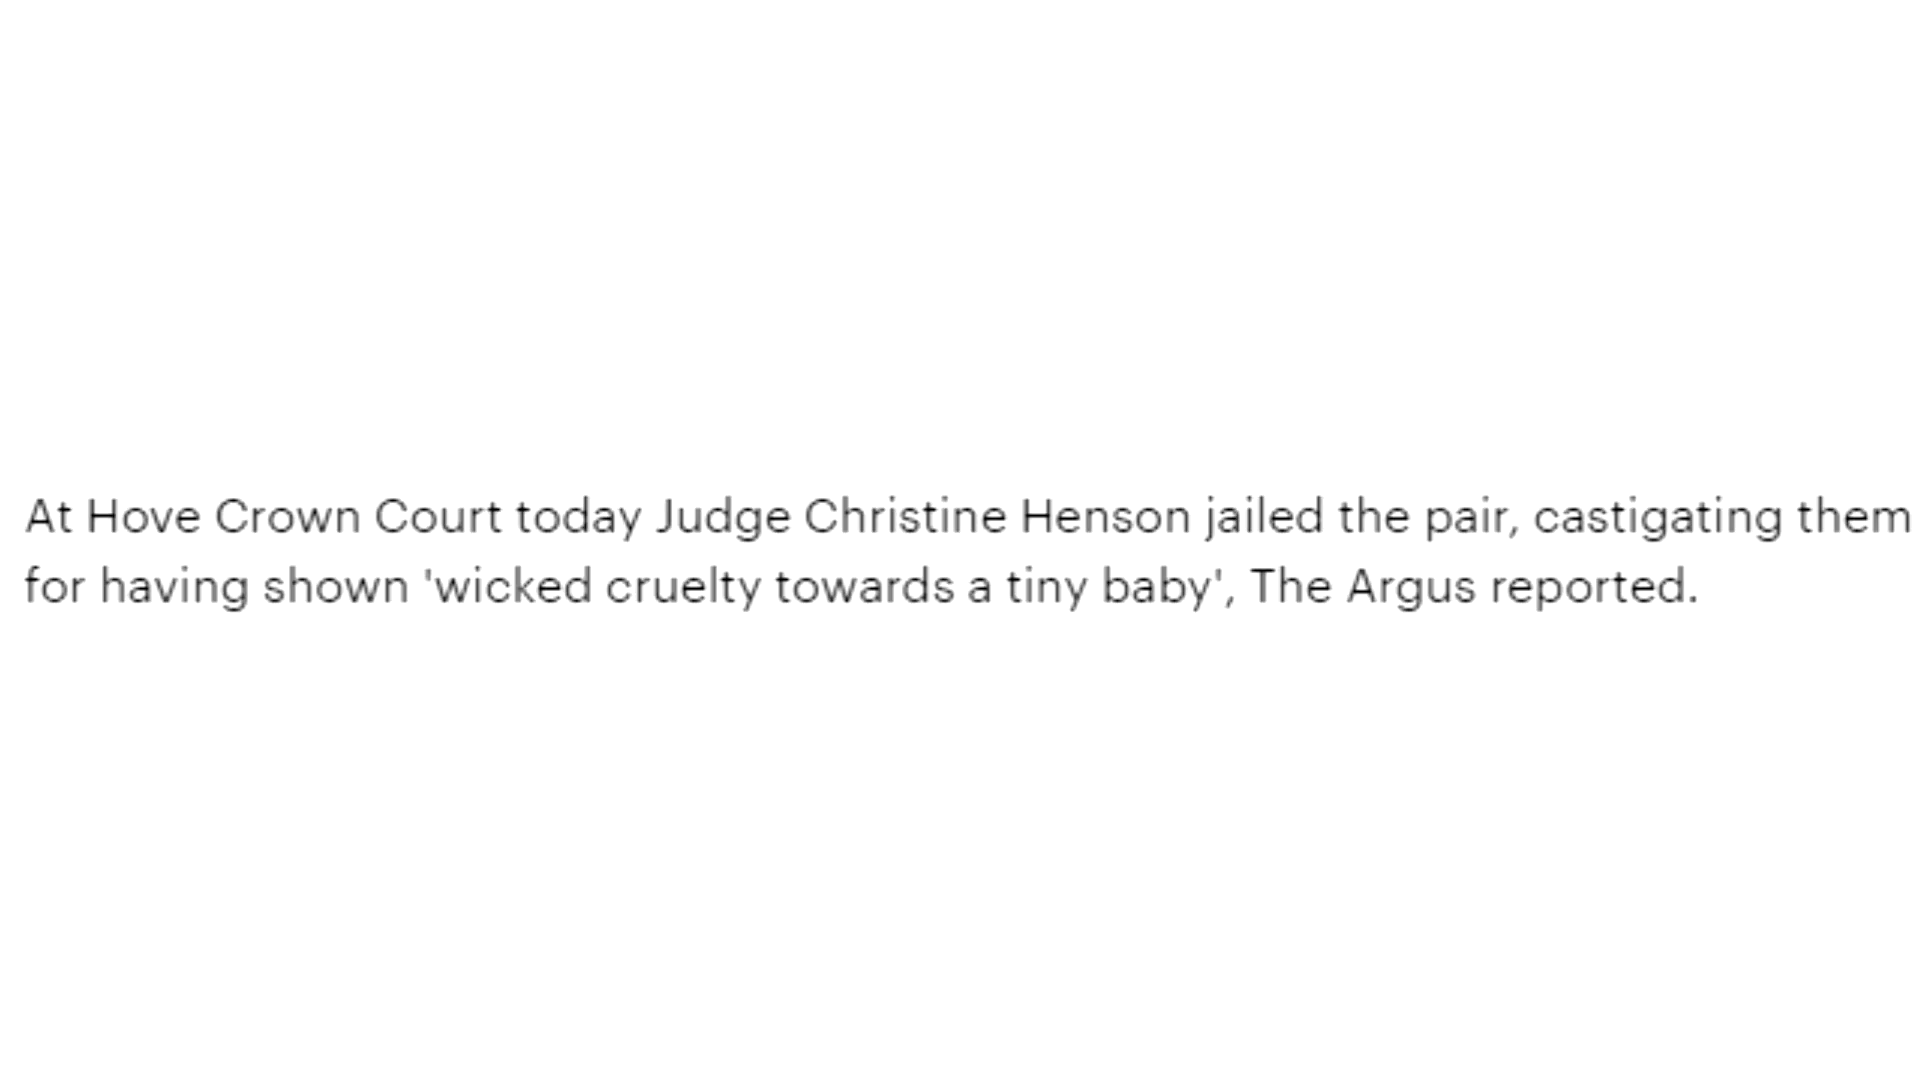 At Hove Crown Court today Judge Christine Henson jailed the pair, castigating them
for having shown 'wicked cruelty towards a tiny baby', The Argus reported.